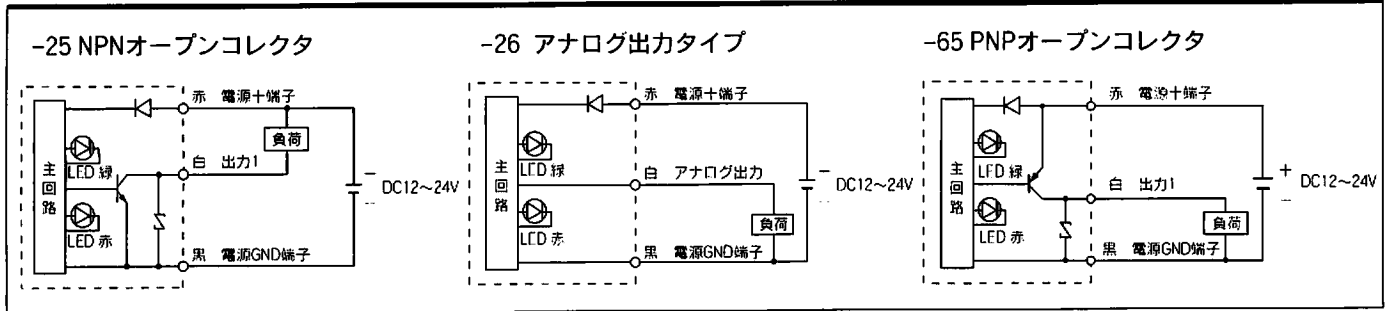 -25 NPNオープンコレクタ
赤 電源+端子
負荷
主回路
LED 緑
白 出力1
LED 赤
DC12~24V
黒 電源GND端子
-26 アナログ出力タイプ
赤 電源+端子
主回路
LED 緑
白 アナログ出力
LED 赤
負荷
DC12~24V
黒 電源GND端子
-65 PNPオープンコレクタ
赤 電源+端子
主回路
LED 緑
白 出力1
LED 赤
負荷
+
DC12~24V
-
黒 電源GND端子